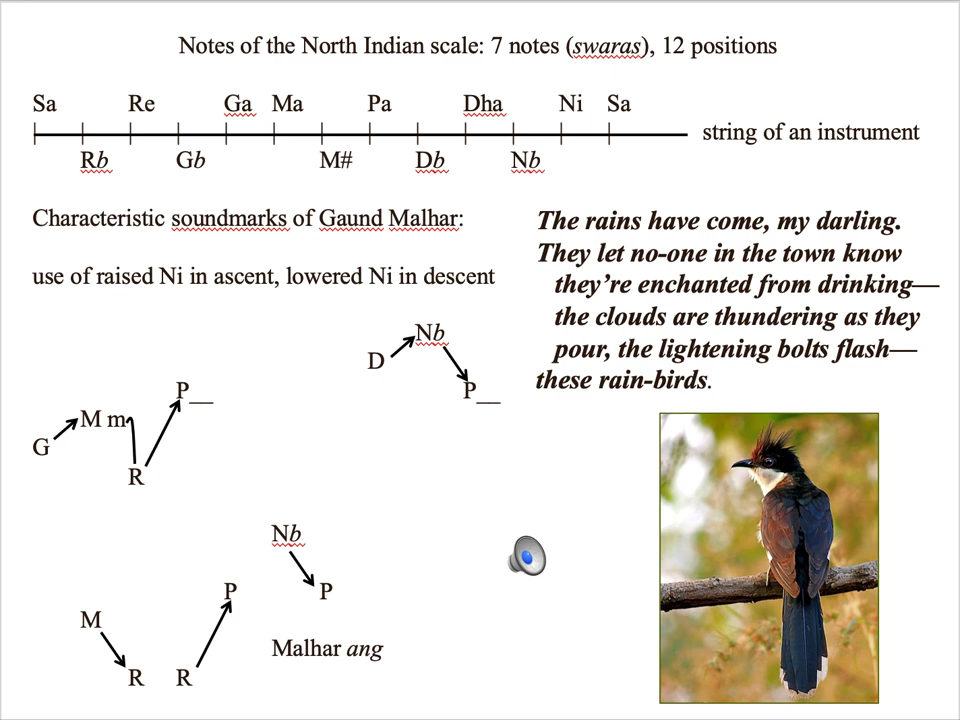 Notes of the North Indian scale: 7 notes (swaras), 12 positions
Sa Re Ga Ma Pa Dha Ni Sa
string of an instrument
Rb Gb M# Db Nb
Characteristic soundmarks of Gaund Malhar:
use of raised Ni in ascent, lowered Ni in descent
The rains have come, my darling.
They let no-one in the town know
they’re enchanted from drinking—
the clouds are thundering as they
pour, the lightening bolts flash—
these rain-birds.
Nb
D
P__ P__
M m
G
R
Nb
P P
M
Malhar ang
R R